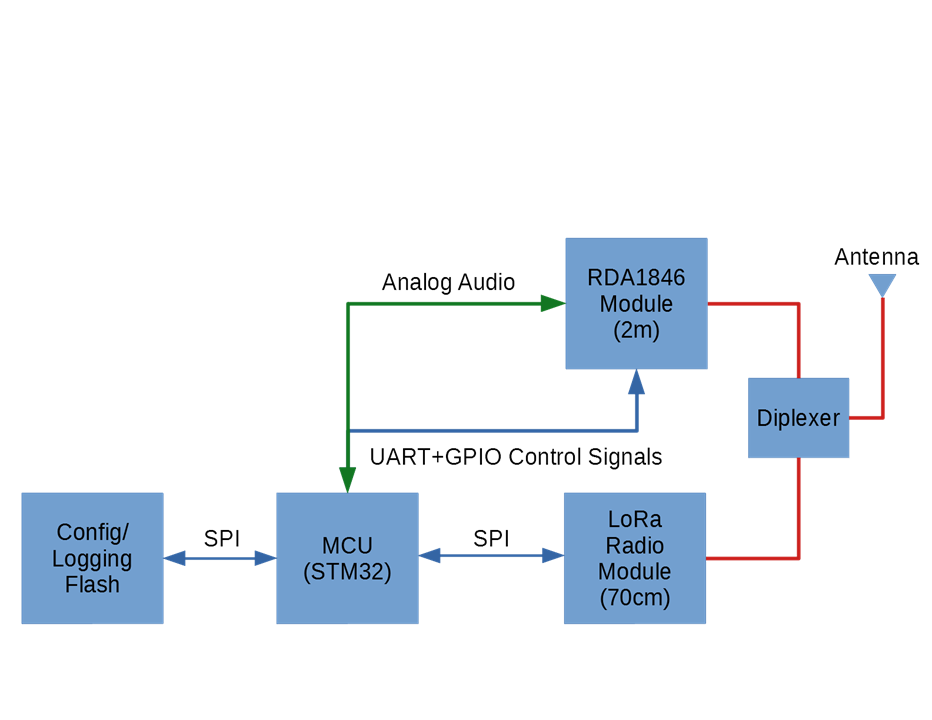 Antenna
RDA1846
Module
(2m)
Analog Audio
Diplexer
UART+GPIO Control Signals
Config/
Logging
Flash
SPI
MCU
(STM32)
SPI
LoRa
Radio
Module
(70cm)